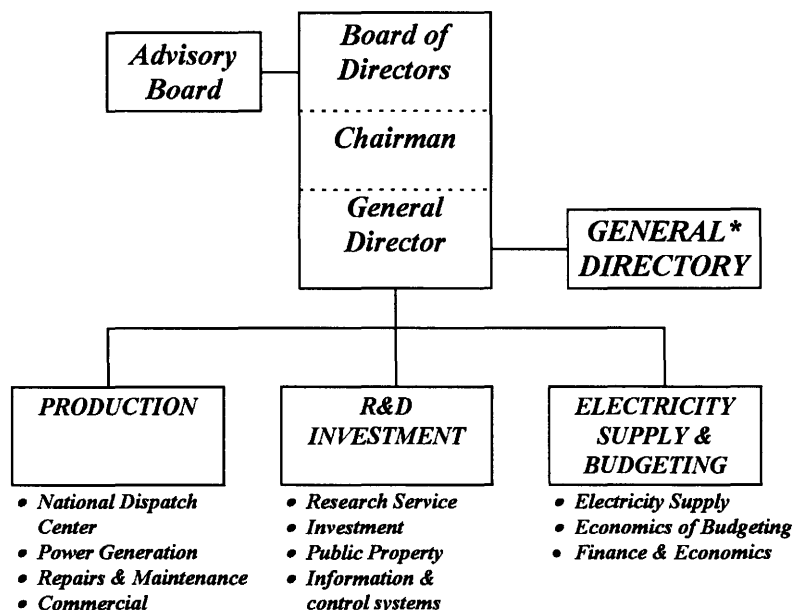 Advisory
Board
Board of
Directors
Chairman
General
Director
GENERAL*
DIRECTORY
PRODUCTION
R&D
INVESTMENT
ELECTRICITY
SUPPLY &
BUDGETING
• National Dispatch
Center
• Power Generation
• Repairs & Maintenance
• Commercial
• Research Service
• Investment
• Public Property
• Information &
control systems
• Electricity Supply
• Economics of Budgeting
• Finance & Economics